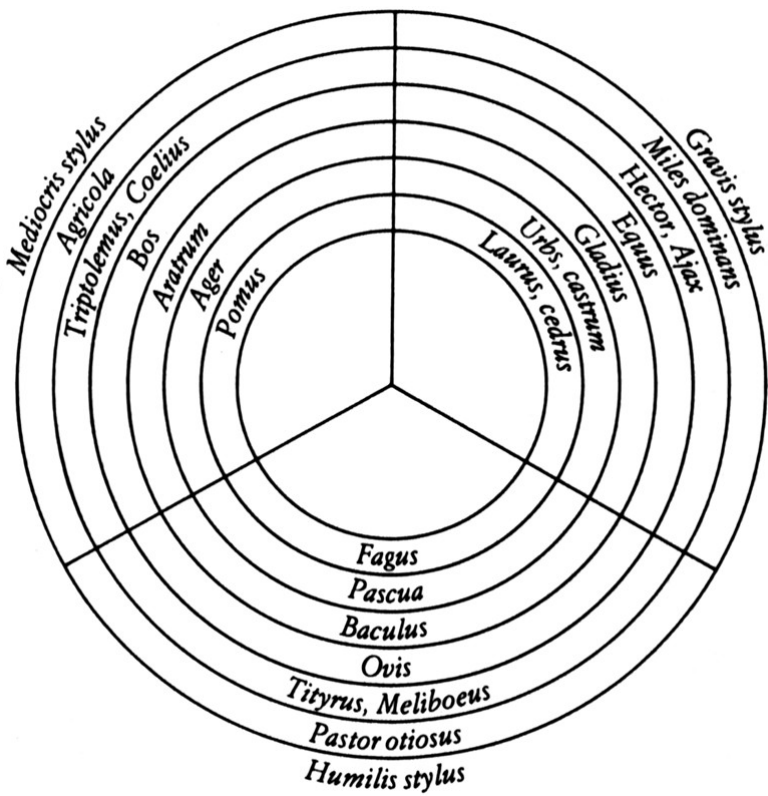 Mediocris stylus
Agricola
Triptolemus, Coelius
Bos
Aratrum
Ager
Pomus
Gravis stylus
Miles dominans
Hector, Ajax
Equus
Gladius
Urbs, castrum
Laurus, cedrus
Fagus
Pascua
Baculus
Ovis
Tityrus, Meliboeus
Pastor otiosus
Humilis stylus